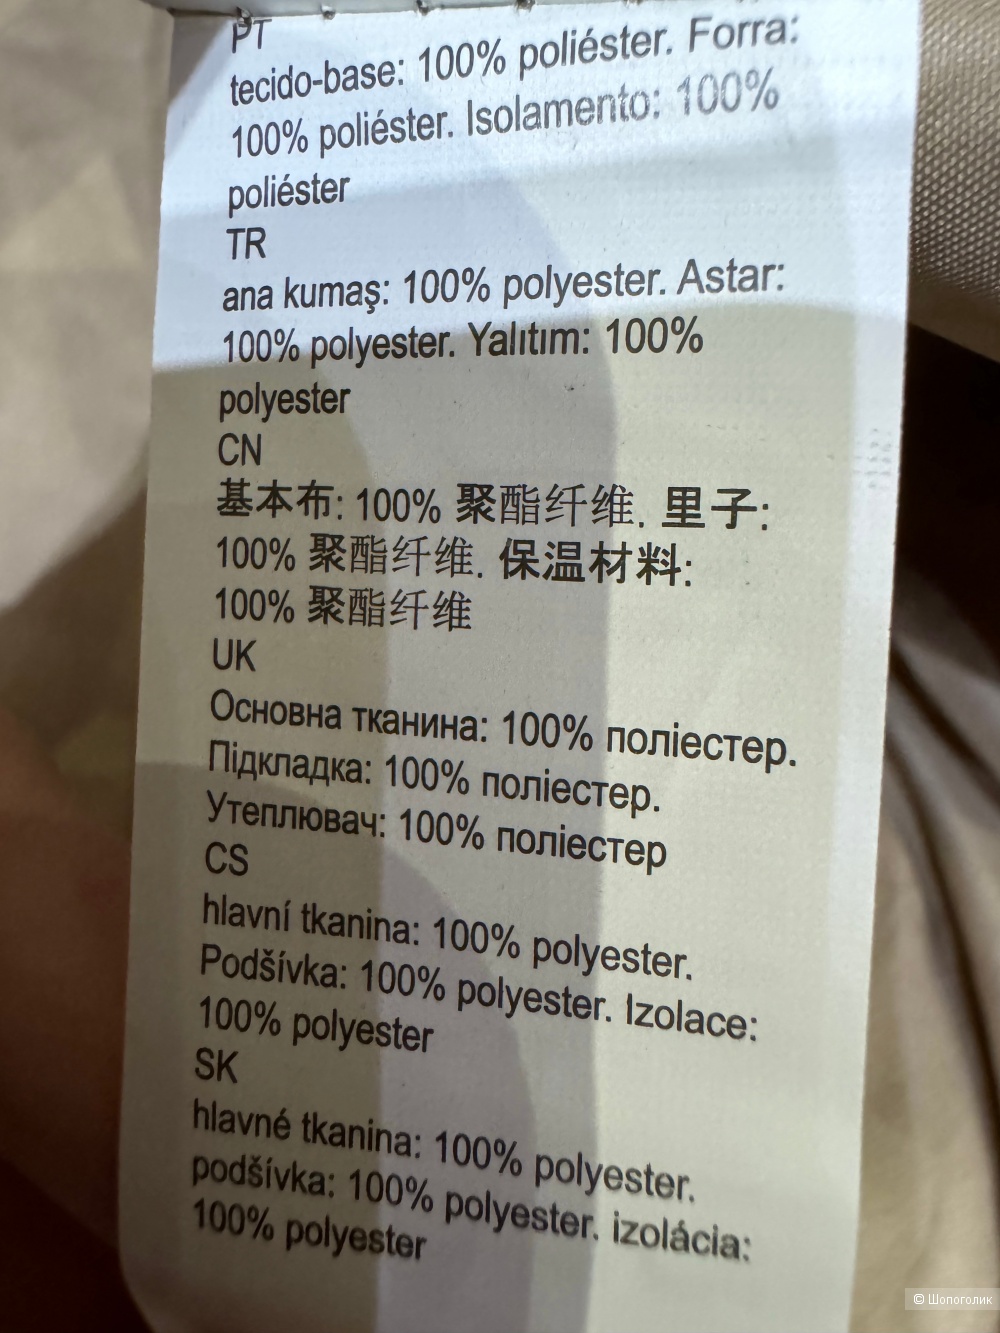 PT
tecido-base: 100% poliéster. Forra:
100% poliéster. Isolamento: 100%
poliéster
TR
ana kumaş: 100% polyester. Astar:
100% polyester. Yalıtım: 100%
polyester
CN
基本布: 100% 聚酯纤维. 里子:
100% 聚酯纤维. 保温材料:
100% 聚酯纤维
UK
Основна тканина: 100% поліестер.
Підкладка: 100% поліестер.
Утеплювач: 100% поліестер
CS
hlavní tkanina: 100% polyester.
Podšívka: 100% polyester. Izolace:
100% polyester
SK
hlavné tkanina: 100% polyester.
podšívka: 100% polyester. izolácia:
100% polyester
© Шопоголик